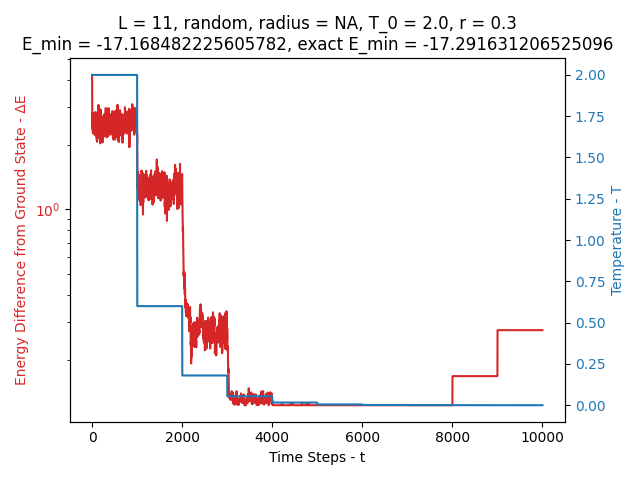 L = 11, random, radius = NA, T_0 = 2.0, r = 0.3
E_min = -17.168482225605782, exact E_min = -17.291631206525096
Energy Difference from Ground State - ΔE
10^0
2.00
1.75
1.50
1.25
1.00
0.75
0.50
0.25
0.00
Temperature - T
0 2000 4000 6000 8000 10000
Time Steps - t